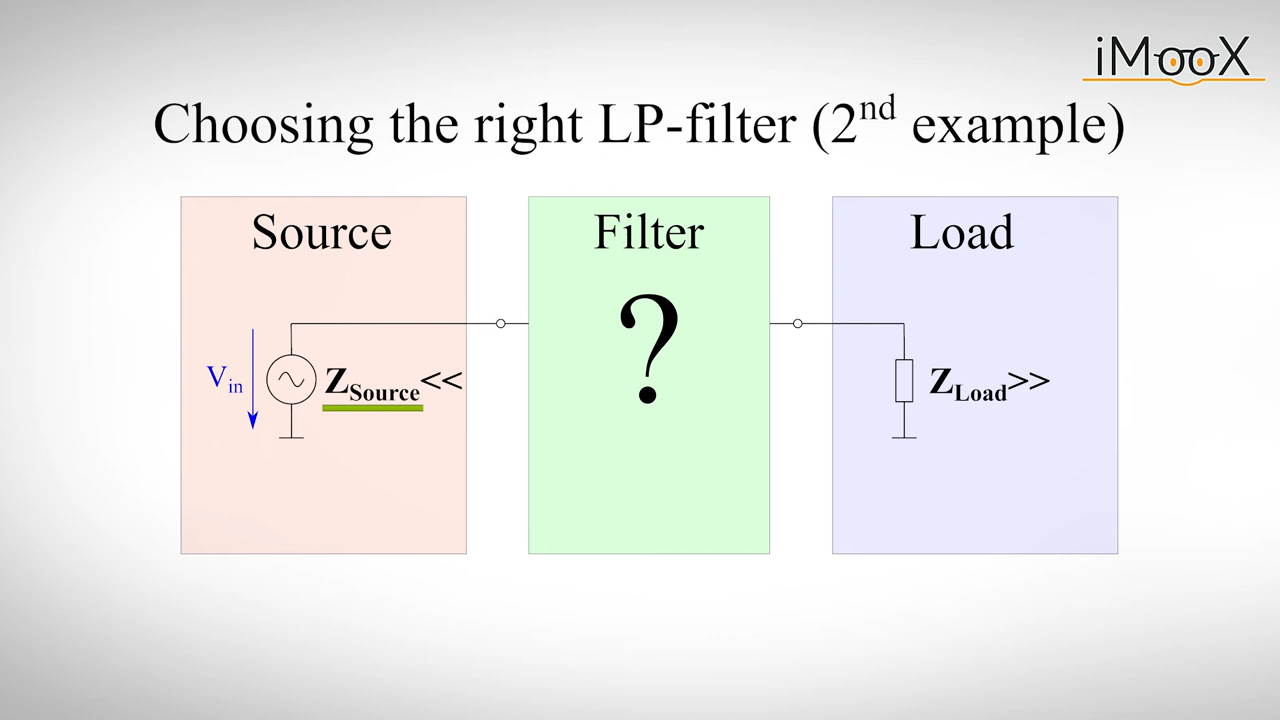 iMooX
Choosing the right LP-filter (2nd example)
Source
Filter
Load
Vin
ZSource<<
?
ZLoad>>